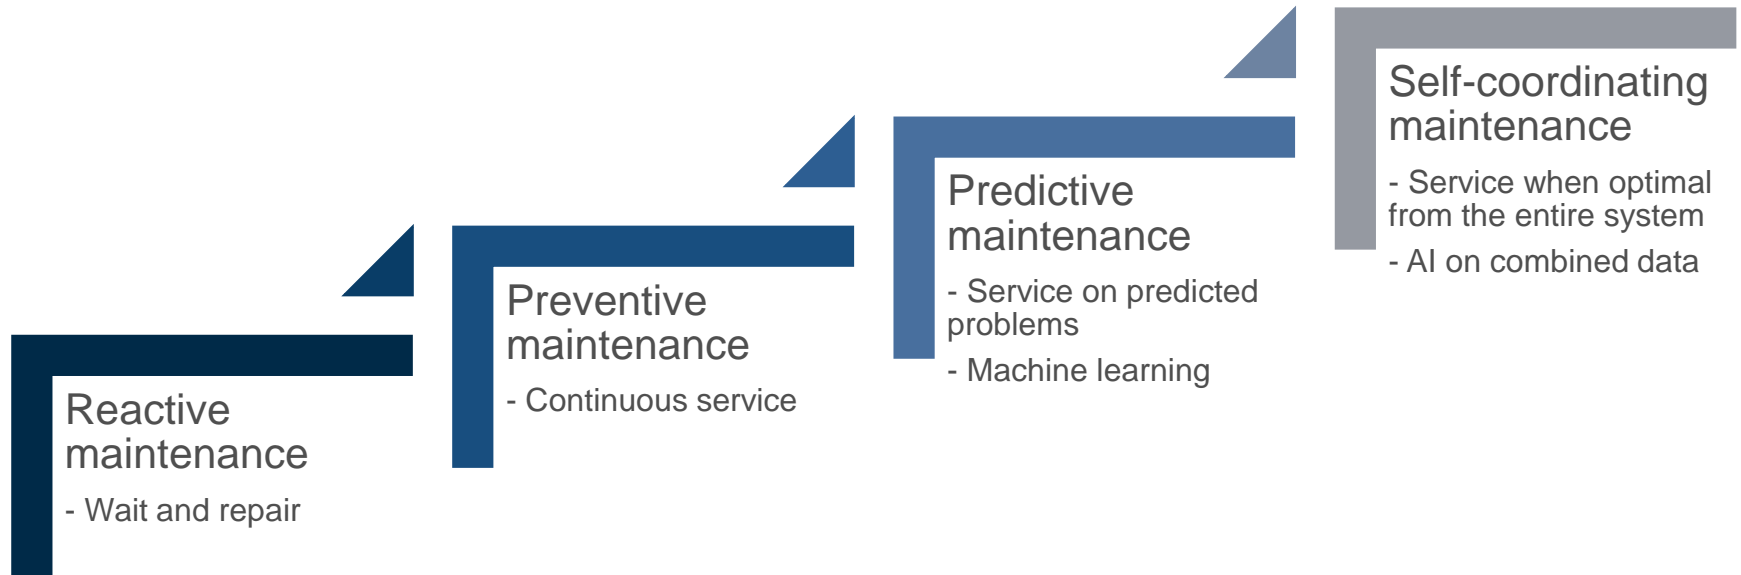 Reactive
maintenance
- Wait and repair
Preventive
maintenance
- Continuous service
Predictive
maintenance
- Service on predicted
problems
- Machine learning
Self-coordinating
maintenance
- Service when optimal
from the entire system
- AI on combined data